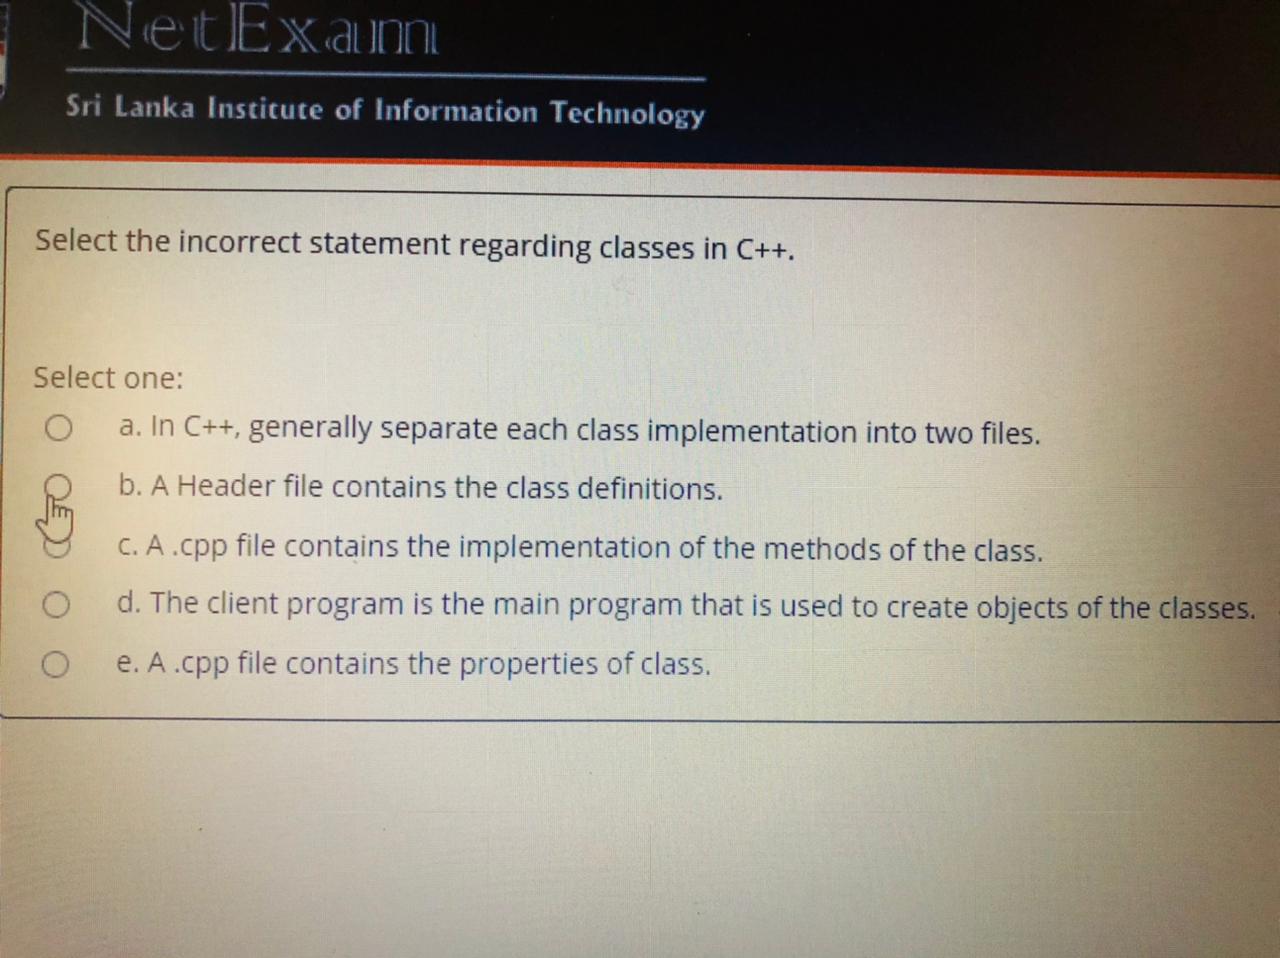 NetExam
Sri Lanka Institute of Information Technology
Select the incorrect statement regarding classes in C++.
Select one:
a. In C++, generally separate each class implementation into two files.
b. A Header file contains the class definitions.
c. A .cpp file contains the implementation of the methods of the class.
d. The client program is the main program that is used to create objects of the classes.
e. A .cpp file contains the properties of class.